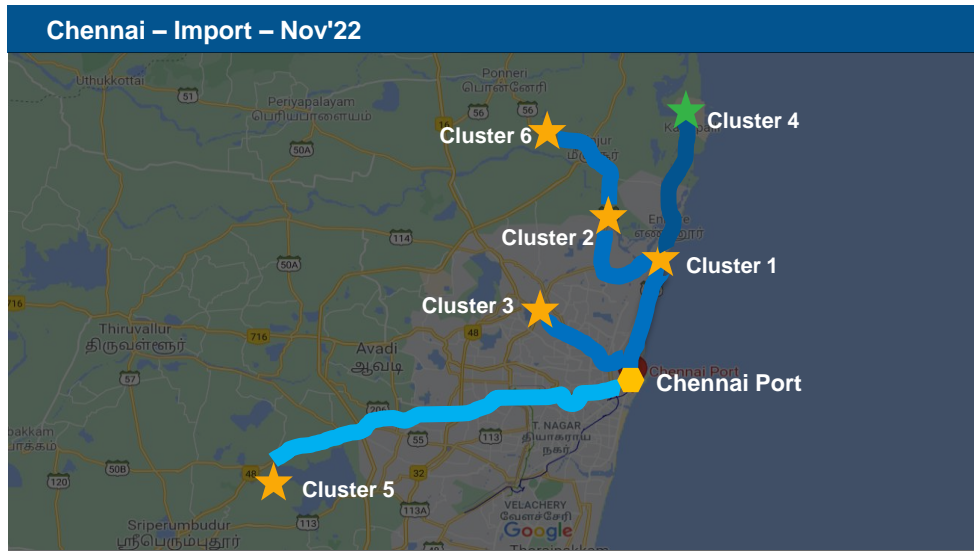 Chennai – Import – Nov'22
Uthukkottai
Ponneri
பொன்னேரி
51
Periyapalayam
பெரியபாளையம்
56
56
16
Cluster 4
Cluster 6
50A
மீஞ்சூர்
Cluster 2
114
Cluster 1
50A
Cluster 3
716
Thiruvallur
திருவள்ளூர்
716
48
Avadi
ஆவடி
57
Chennai Port
Chennai Port
T. NAGAR
தியாகராய
நகர்
55
113
50B
48
32
120
Cluster 5
113A
VELACHERY
வேளச்சேரி
Google
Sriperumbudur
ஸ்ரீபெரும்புதூர்
113